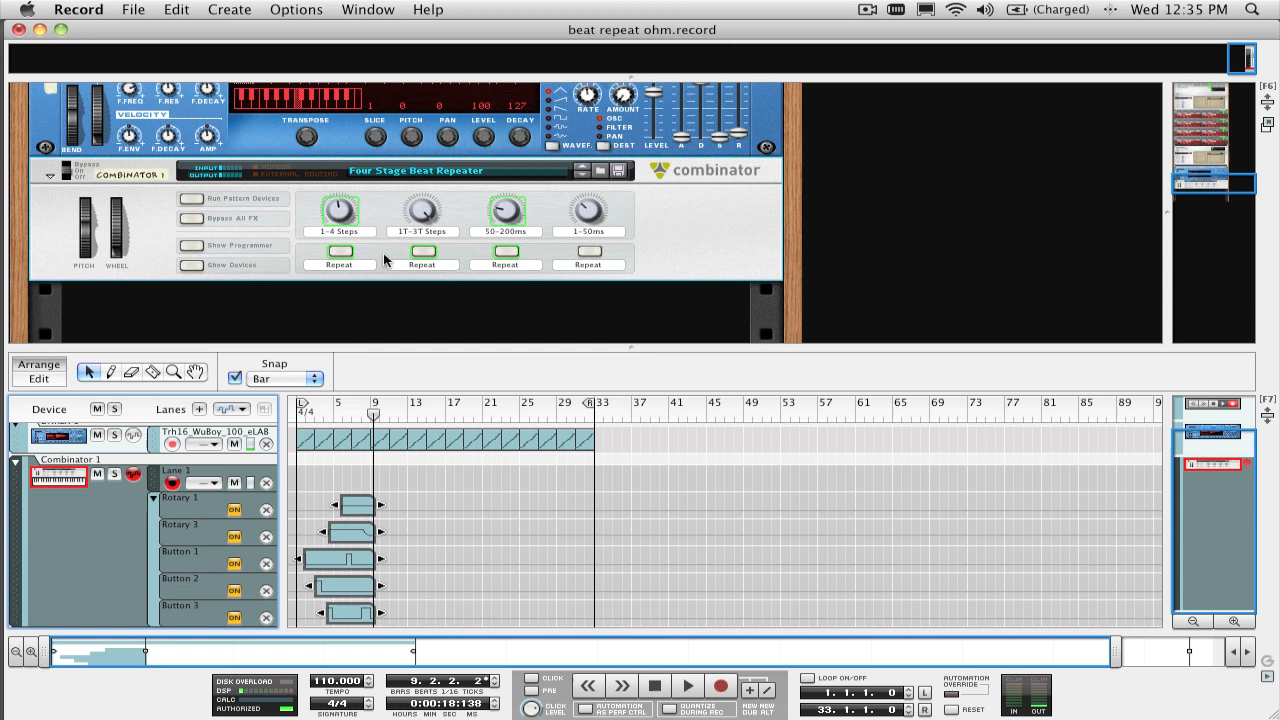 Record File Edit Create Options Window Help (Charged) Wed 12:35 PM
beat repeat ohm.record
[F6]
F.FREQ F.RES F.DECAY
VELOCITY
F.ENV F.DECAY AMP
BEND
1 0 0 100 127
TRANSPOSE SLICE PITCH PAN LEVEL DECAY
RATE AMOUNT
OSC
FILTER
PAN
WAVEF. DEST LEVEL A D S R
Bypass
On
Off
COMBINATOR 1
INPUT
OUTPUT
EXTERNAL ROUTING
Four Stage Beat Repeater
combinator
Run Pattern Devices
Bypass All FX
Show Programmer
Show Devices
PITCH WHEEL
1-4 Steps 1T-3T Steps 50-200ms 1-50ms
Repeat Repeat Repeat Repeat
Arrange
Edit
Snap
Bar
Device M S Lanes
L 5 9 13 17 21 25 29 R 33 37 41 45 49 53 57 61 65 69 73 77 81 85 89 9
4/4
[F7]
M S Trh16_WuBoy_100_eLAB
M
Combinator 1
M S Lane 1
M
Rotary 1
ON
Rotary 3
ON
Button 1
ON
Button 2
ON
Button 3
ON
DISK OVERLOAD
DSP
CALC
AUTHORIZED
110.000
TEMPO
4/4
SIGNATURE
9. 2. 2. 2*
BARS BEATS 1/16 TICKS
0:00:18:138
HOURS MIN SEC MS
CLICK
PRE
CLICK
LEVEL
AUTOMATION
AS PERF CTRL
QUANTIZE
DURING REC
NEW NEW
DUB ALT
LOOP ON/OFF
1. 1. 1. 0 L
33. 1. 1. 0 R
AUTOMATION
OVERRIDE
RESET
IN OUT